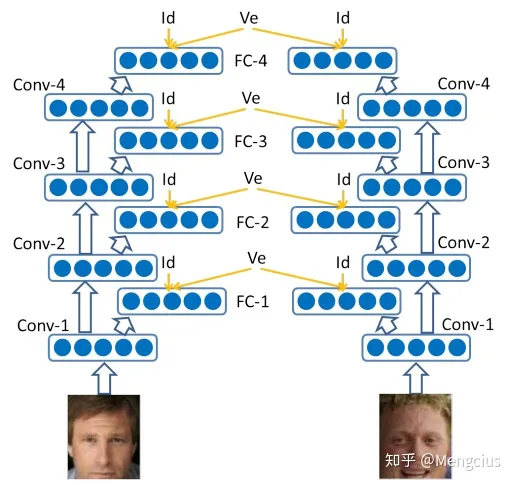 Id Ve Id
FC-4
Conv-4 Conv-4
Id Ve Id
FC-3
Conv-3 Conv-3
Id Ve Id
FC-2
Conv-2 Conv-2
Id Ve Id
FC-1
Conv-1 Conv-1
知乎 @Mengcius